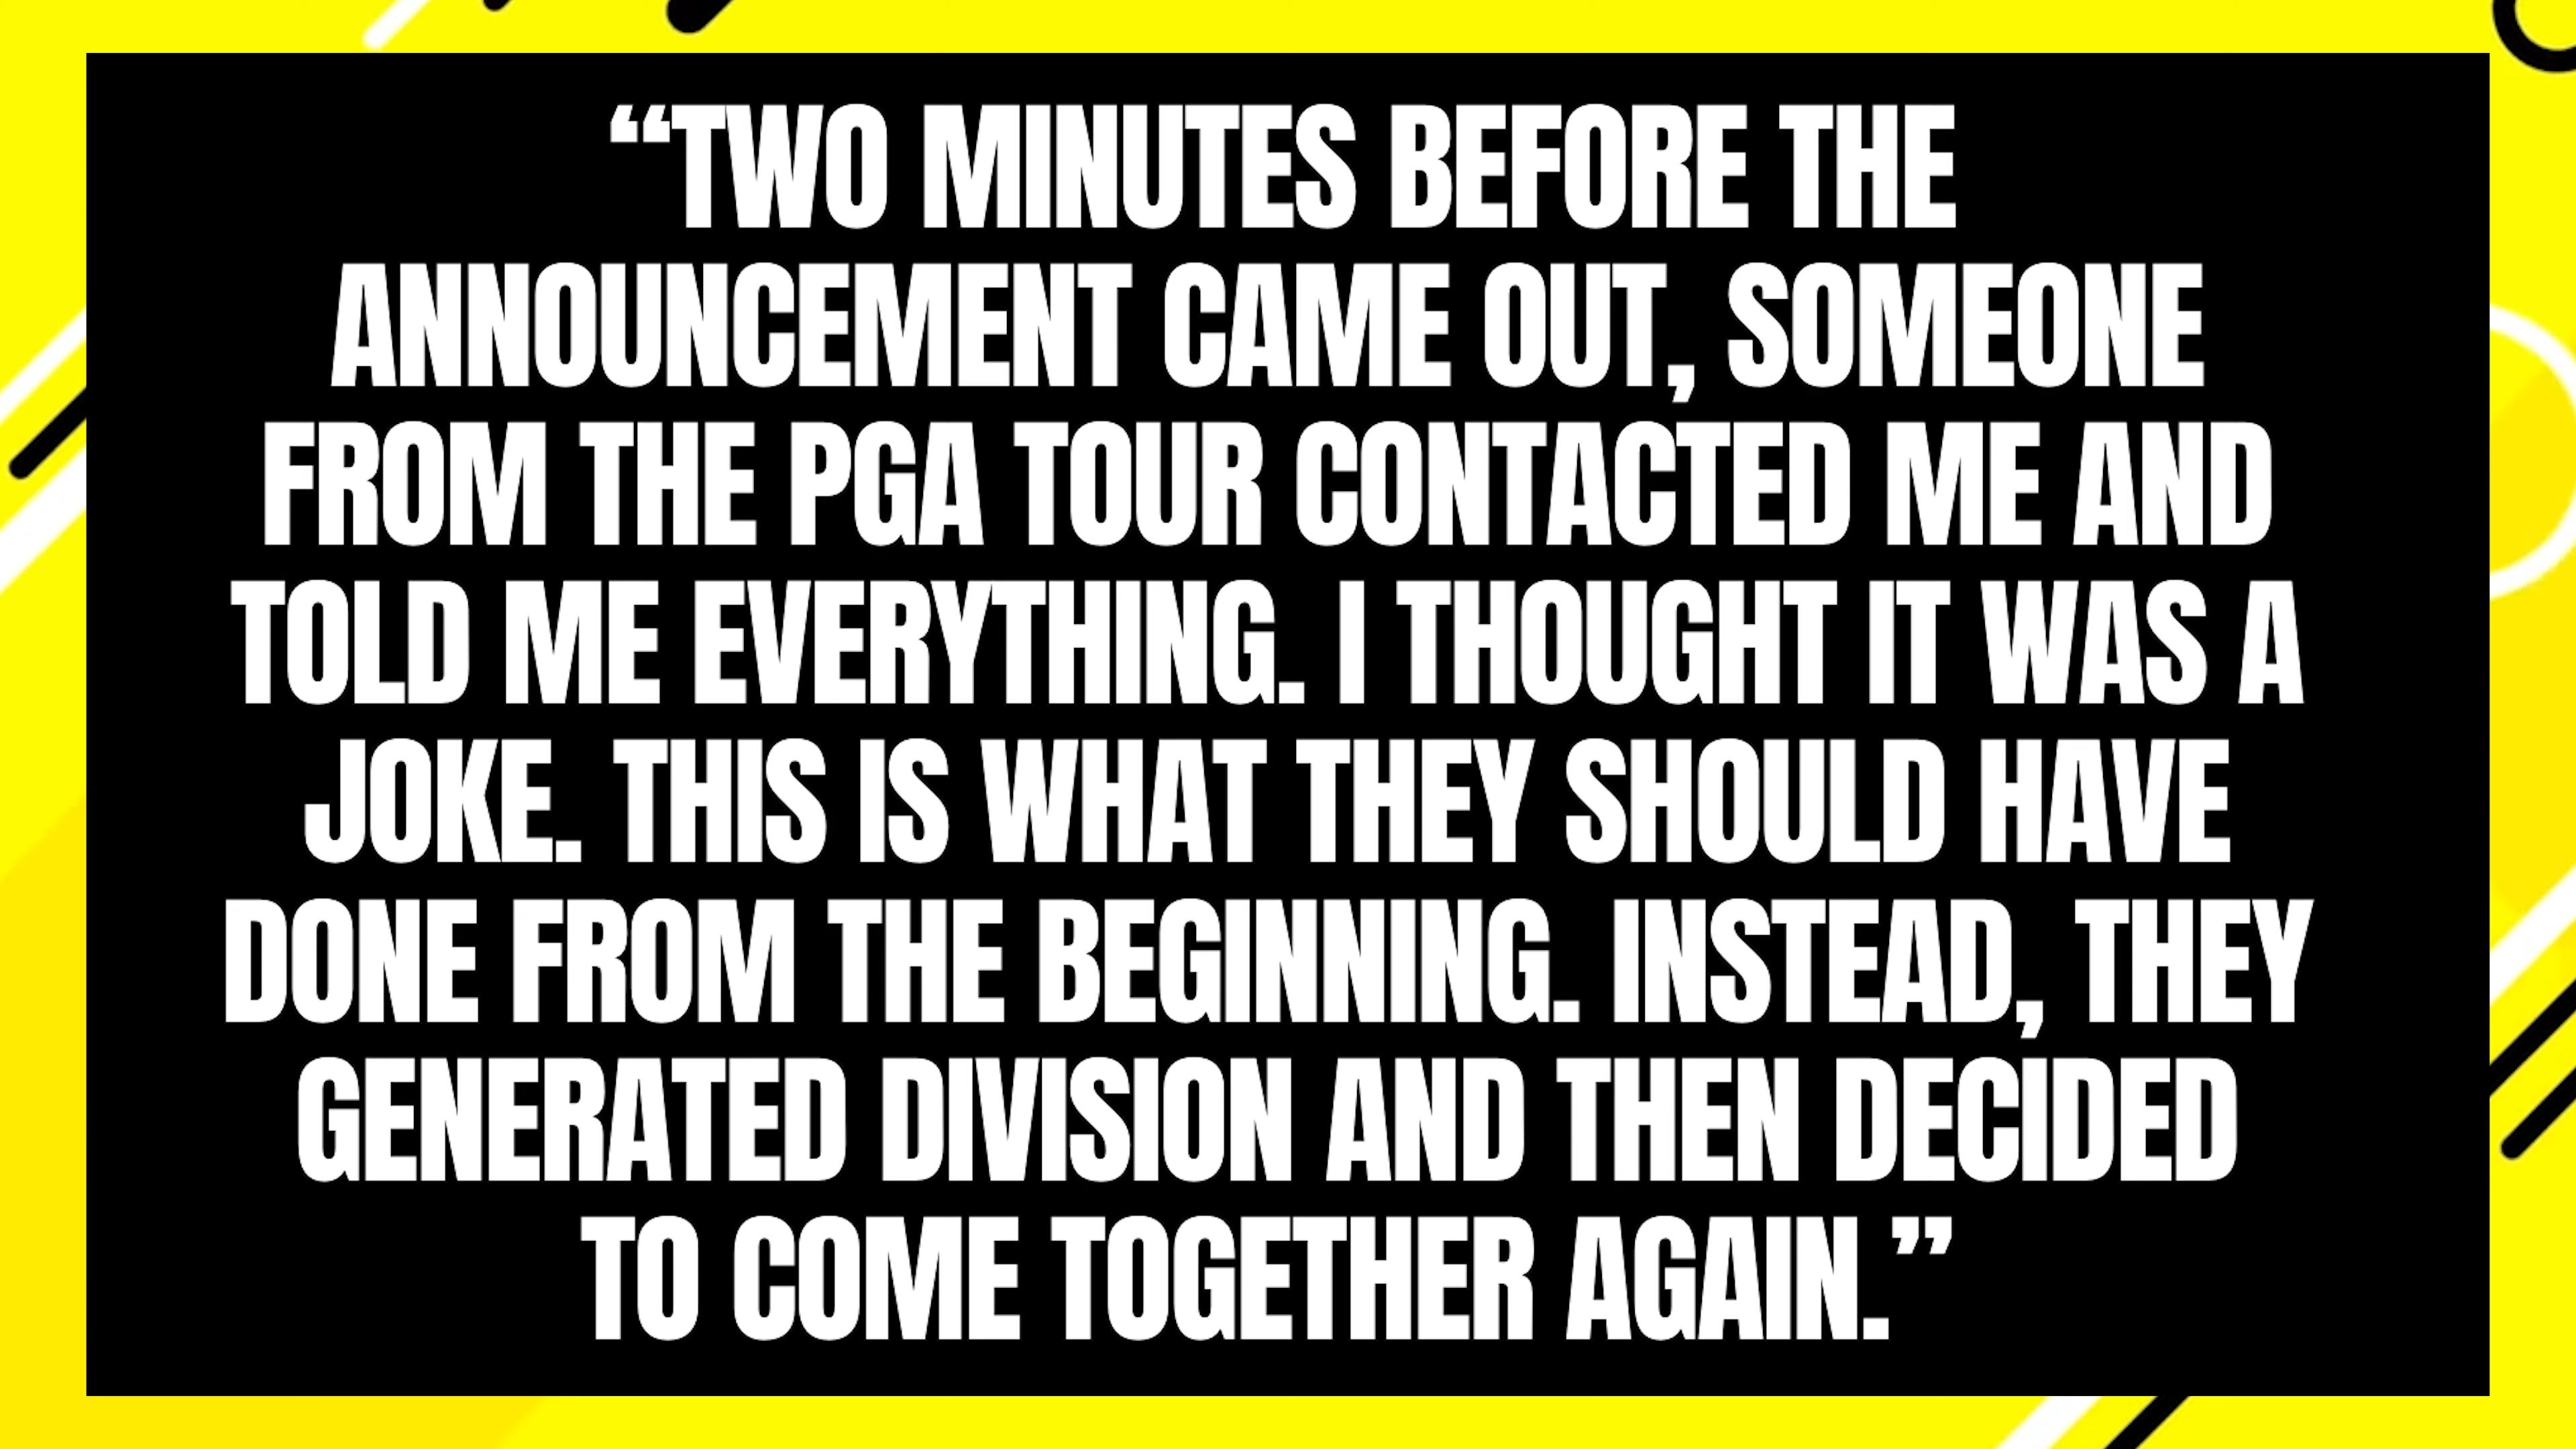 “TWO MINUTES BEFORE THE
ANNOUNCEMENT CAME OUT, SOMEONE
FROM THE PGA TOUR CONTACTED ME AND
TOLD ME EVERYTHING. I THOUGHT IT WAS A
JOKE. THIS IS WHAT THEY SHOULD HAVE
DONE FROM THE BEGINNING. INSTEAD, THEY
GENERATED DIVISION AND THEN DECIDED
TO COME TOGETHER AGAIN.”